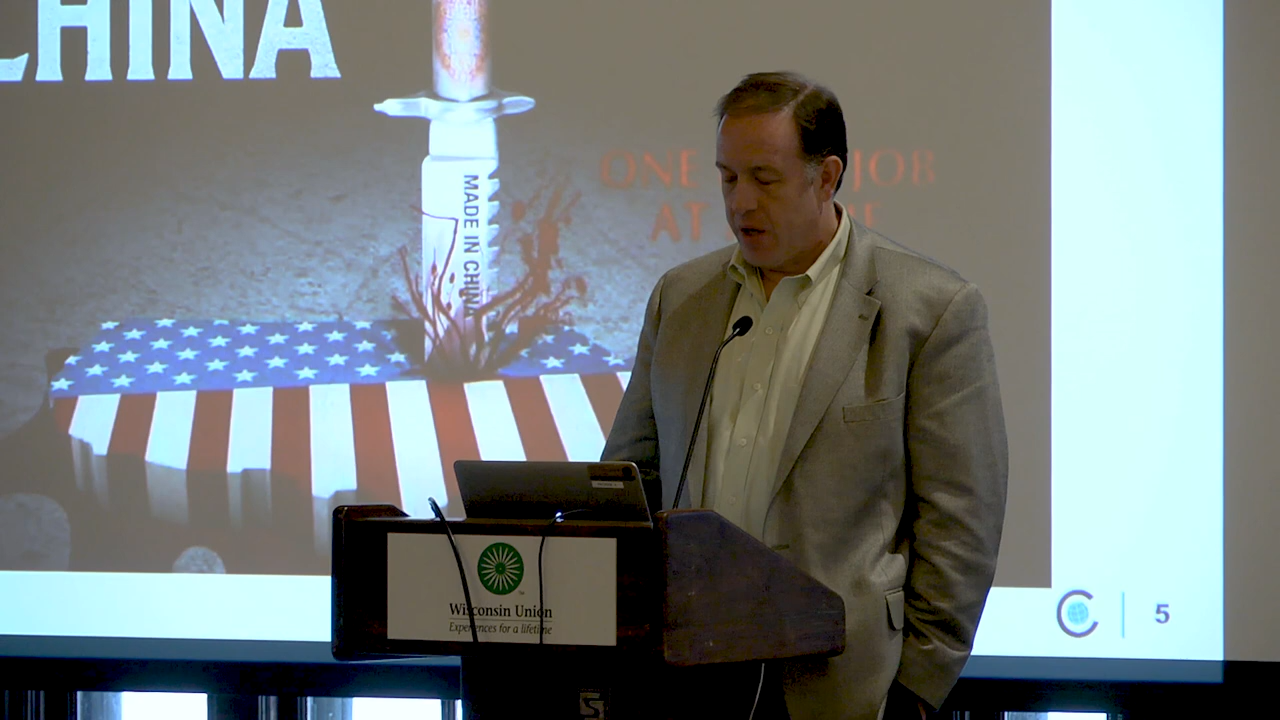 CHINA
MADE IN CHINA
ONE JOB
AT
Wisconsin Union
Experiences for a lifetime
5